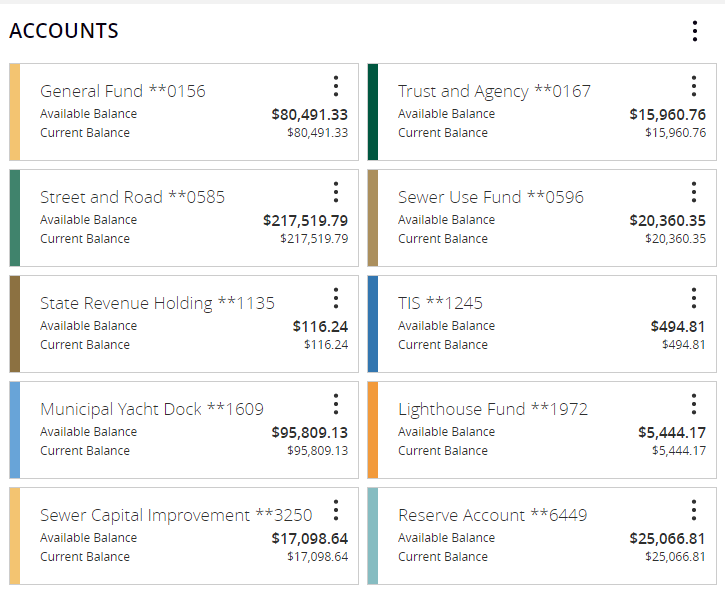 ACCOUNTS
General Fund **0156
Available Balance $80,491.33
Current Balance $80,491.33
Trust and Agency **0167
Available Balance $15,960.76
Current Balance $15,960.76
Street and Road **0585
Available Balance $217,519.79
Current Balance $217,519.79
Sewer Use Fund **0596
Available Balance $20,360.35
Current Balance $20,360.35
State Revenue Holding **1135
Available Balance $116.24
Current Balance $116.24
TIS **1245
Available Balance $494.81
Current Balance $494.81
Municipal Yacht Dock **1609
Available Balance $95,809.13
Current Balance $95,809.13
Lighthouse Fund **1972
Available Balance $5,444.17
Current Balance $5,444.17
Sewer Capital Improvement **3250
Available Balance $17,098.64
Current Balance $17,098.64
Reserve Account **6449
Available Balance $25,066.81
Current Balance $25,066.81